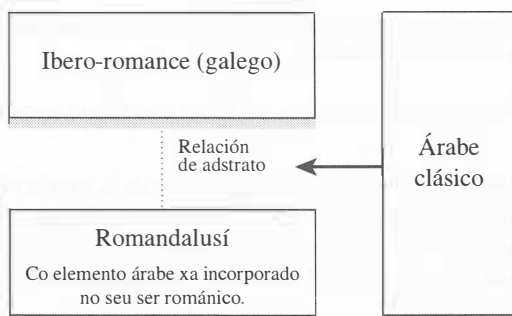 Ibero-romance (galego)
Relación
de adstrato
Árabe
clásico
Romandalusí
Co elemento árabe xa incorporado
no seu ser románico.